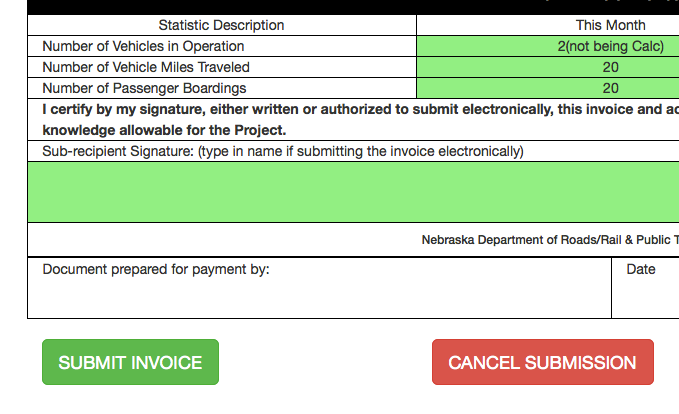 Statistic Description This Month
Number of Vehicles in Operation 2(not being Calc)
Number of Vehicle Miles Traveled 20
Number of Passenger Boardings 20
I certify by my signature, either written or authorized to submit electronically, this invoice and
knowledge allowable for the Project.
Sub-recipient Signature: (type in name if submitting the invoice electronically)
Nebraska Department of Roads/Rail & Public
Document prepared for payment by: Date
SUBMIT INVOICE CANCEL SUBMISSION